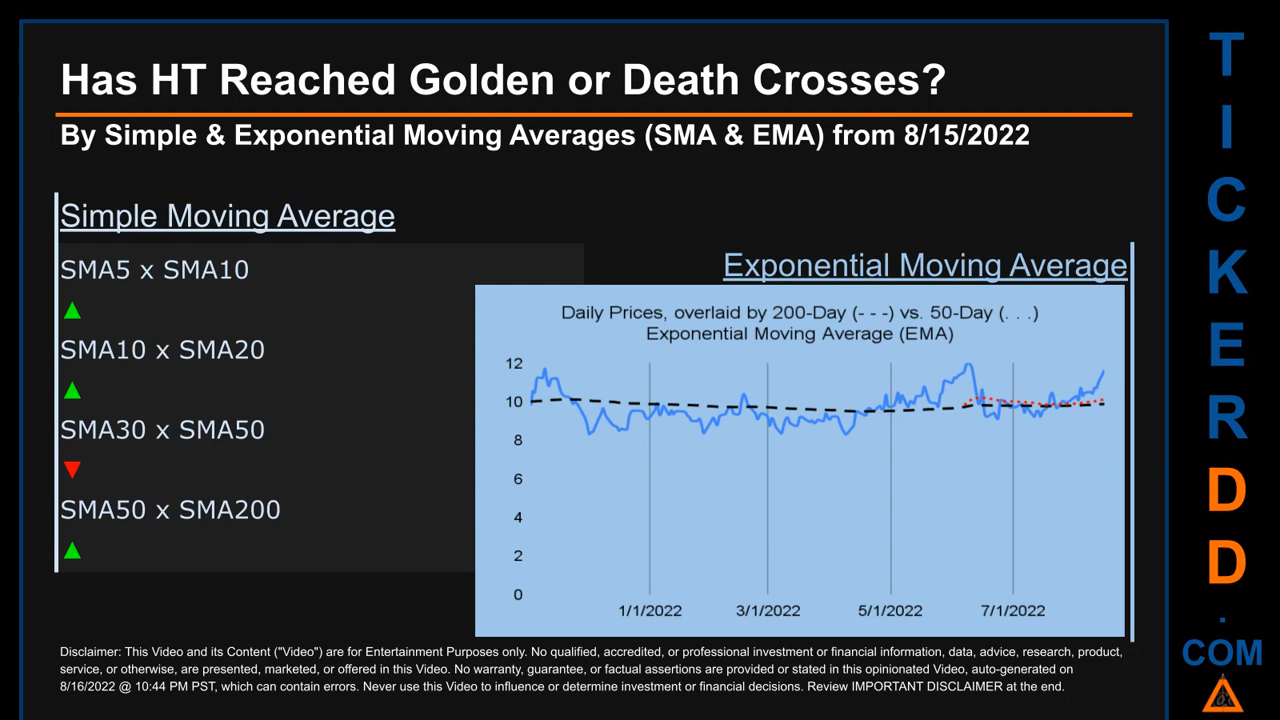 Has HT Reached Golden or Death Crosses?
By Simple & Exponential Moving Averages (SMA & EMA) from 8/15/2022
Simple Moving Average
SMA5 x SMA10
▲
SMA10 x SMA20
▲
SMA30 x SMA50
▼
SMA50 x SMA200
▲
Exponential Moving Average
Daily Prices, overlaid by 200-Day (- - -) vs. 50-Day (. . .)
Exponential Moving Average (EMA)
12
10
8
6
4
2
0
1/1/2022 3/1/2022 5/1/2022 7/1/2022
Disclaimer: This Video and its Content ("Video") are for Entertainment Purposes only. No qualified, accredited, or professional investment or financial information, data, advice, research, product,
service, or otherwise, are presented, marketed, or offered in this Video. No warranty, guarantee, or factual assertions are provided or stated in this opinionated Video, auto-generated on
8/16/2022 @ 10:44 PM PST, which can contain errors. Never use this Video to influence or determine investment or financial decisions. Review IMPORTANT DISCLAIMER at the end.
T
I
C
K
E
R
D
D
.
COM